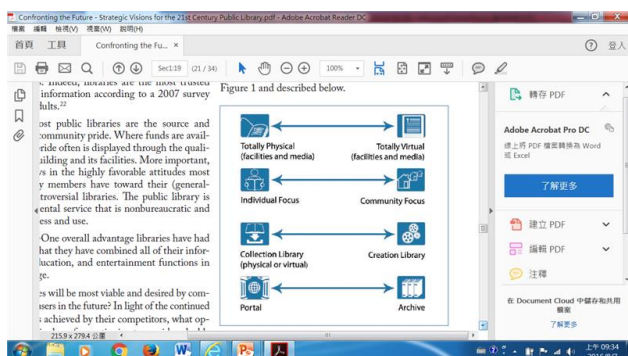 Confronting the Future - Strategic Visions for the 21st Century Public Library.pdf - Adobe Acrobat Reader DC
檔案 編輯 檢視(V) 視窗(W) 說明(H)
首頁 工具 Confronting the Fu... × 登入
Sec1:19 (21 / 34) 100%
information according to a 2007 survey
dults.22
ost public libraries are the source and
community pride. Where funds are avail-
ride often is displayed through the quali-
uilding and its facilities. More important,
vs in the highly favorable attitudes most
y members have toward their (general-
troversial libraries. The public library is
ental service that is nonbureaucratic and
ess and use.
One overall advantage libraries have had
hat they have combined all of their infor-
lucation, and entertainment functions in
ge.
es will be most viable and desired by com-
users in the future? In light of the continued
s achieved by their competitors, what op-
215.9 x 279.4 公釐
Figure 1 and described below.
Totally Physical
(facilities and media)
Totally Virtual
(facilities and media)
Individual Focus
Community Focus
Collection Library
(physical or virtual)
Creation Library
Portal
Archive
轉存 PDF
Adobe Acrobat Pro DC
線上將 PDF 檔案轉換為 Word
或 Excel
了解更多
建立 PDF
編輯 PDF
注釋
在 Document Cloud 中儲存和共用
檔案
了解更多
上午 09:34